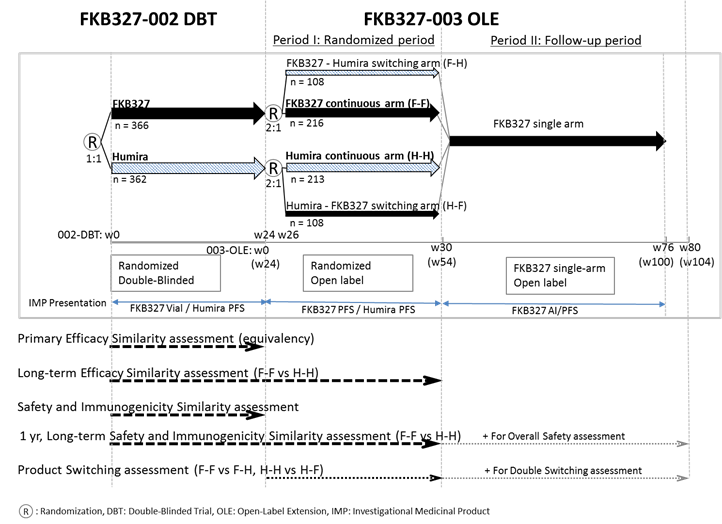 FKB327-002 DBT
FKB327-003 OLE
Period I: Randomized period
Period II: Follow-up period
FKB327 - Humira switching arm (F-H)
n = 108
FKB327
n = 366
R
2:1
FKB327 continuous arm (F-F)
n = 216
FKB327 single arm
R
1:1
Humira
n = 362
R
2:1
Humira continuous arm (H-H)
n = 213
Humira - FKB327 switching arm (H-F)
n = 108
002-DBT: w0
w24 w26
003-OLE: w0
(w24)
w30
(w54)
w76
(w100)
w80
(w104)
Randomized
Double-Blinded
Randomized
Open label
FKB327 single-arm
Open label
IMP Presentation
FKB327 Vial / Humira PFS
FKB327 PFS / Humira PFS
FKB327 AI/PFS
Primary Efficacy Similarity assessment (equivalency)
Long-term Efficacy Similarity assessment (F-F vs H-H)
Safety and Immunogenicity Similarity assessment
1 yr, Long-term Safety and Immunogenicity Similarity assessment (F-F vs H-H)
+ For Overall Safety assessment
Product Switching assessment (F-F vs F-H, H-H vs H-F)
+ For Double Switching assessment
R : Randomization, DBT: Double-Blinded Trial, OLE: Open-Label Extension, IMP: Investigational Medicinal Product